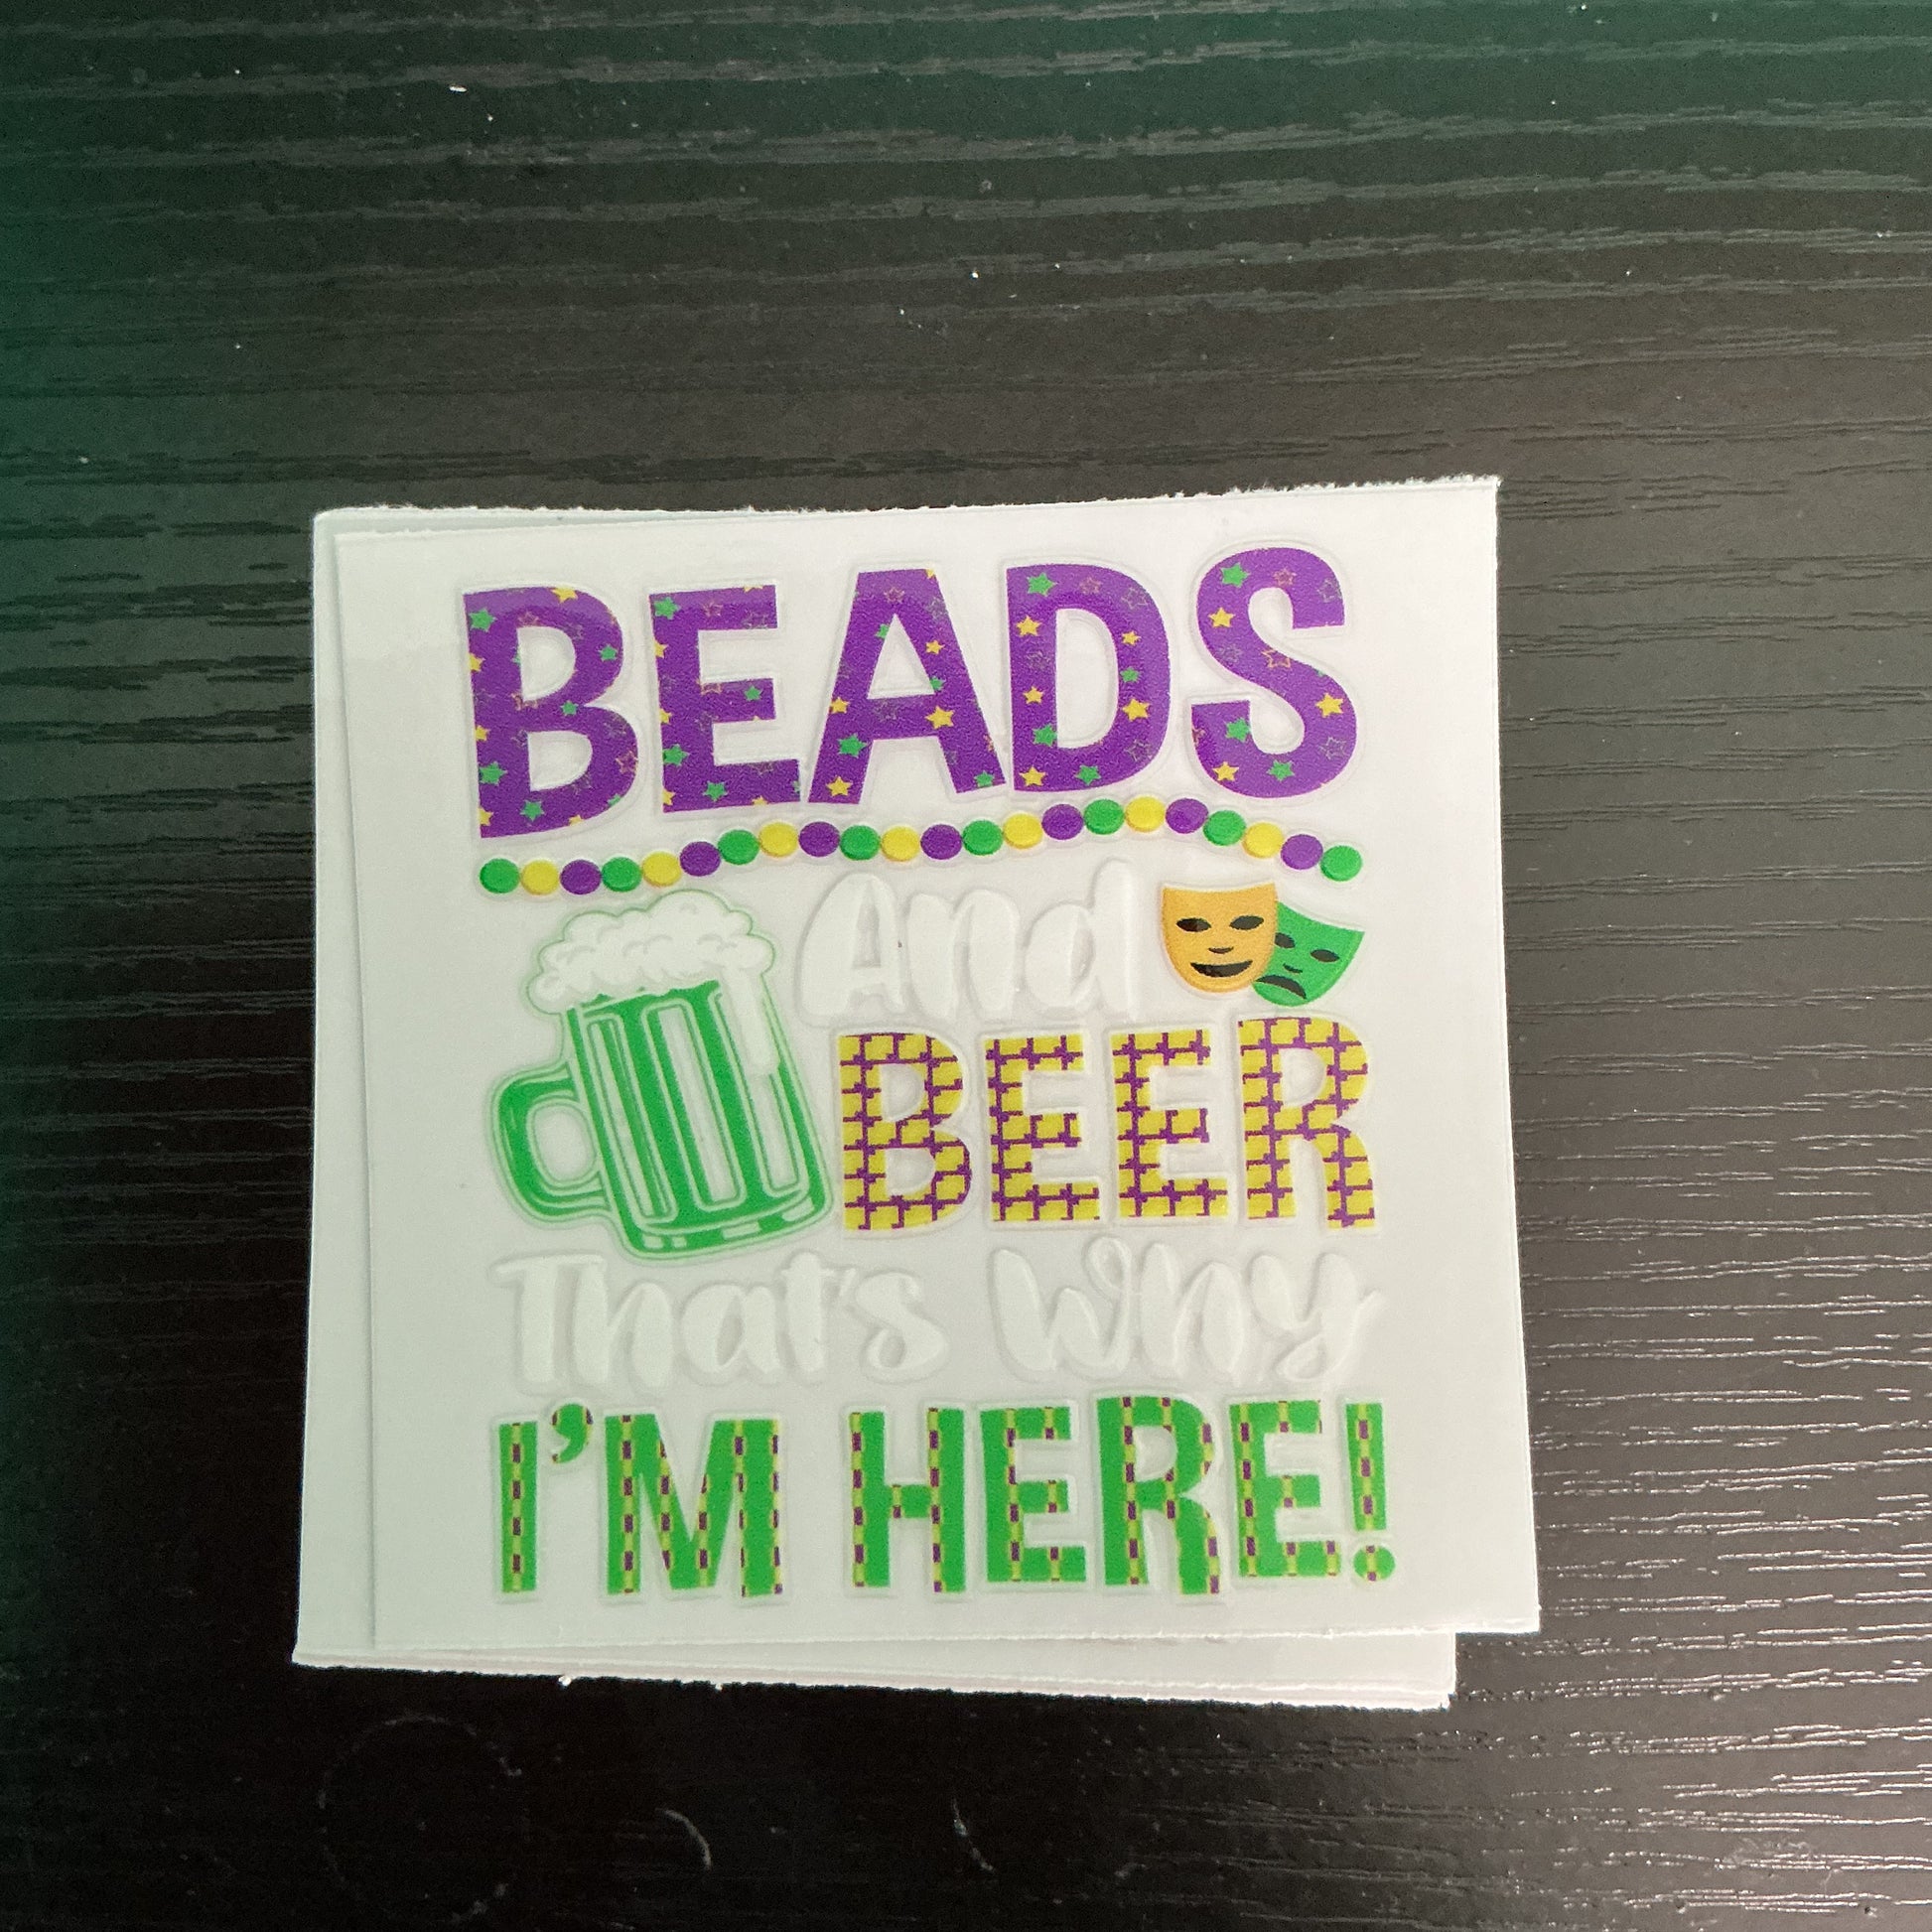 BEADS
And
BEER
That's Why
I'M HERE!